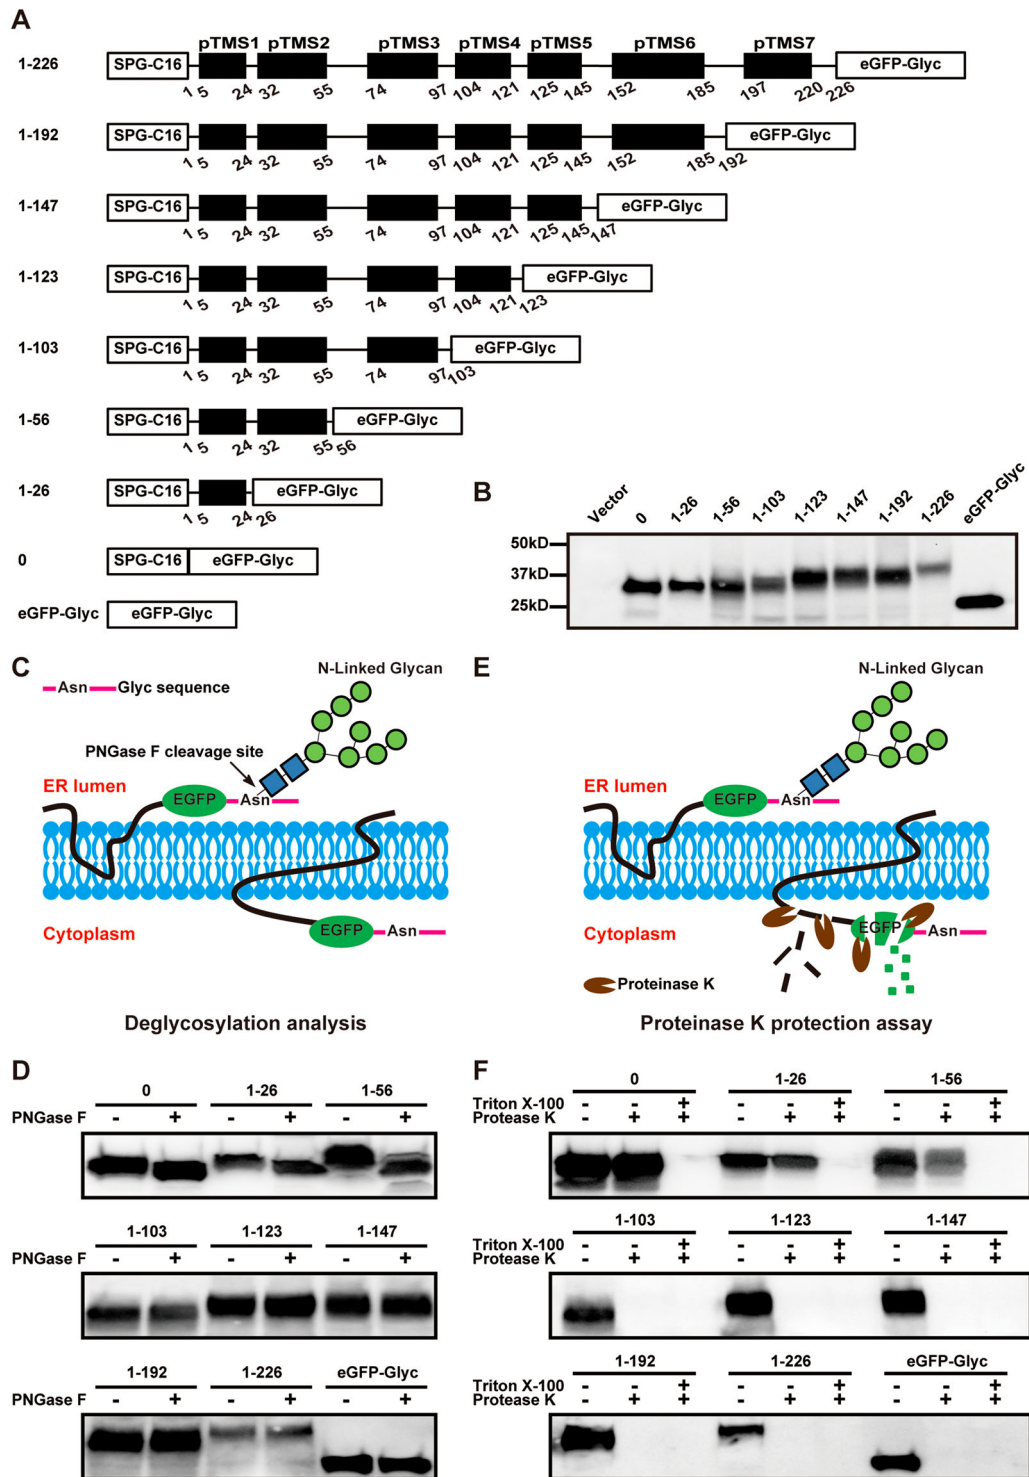 A
pTMS1 pTMS2 pTMS3 pTMS4 pTMS5 pTMS6 pTMS7
1-226 SPG-C16 eGFP-Glyc
1 5 24 32 55 74 97 104 121 125 145 152 185 197 220 226
1-192 SPG-C16 eGFP-Glyc
1 5 24 32 55 74 97 104 121 125 145 152 185 192
1-147 SPG-C16 eGFP-Glyc
1 5 24 32 55 74 97 104 121 125 145 147
1-123 SPG-C16 eGFP-Glyc
1 5 24 32 55 74 97 104 121 123
1-103 SPG-C16 eGFP-Glyc
1 5 24 32 55 74 97 103
1-56 SPG-C16 eGFP-Glyc
1 5 24 32 55 56
1-26 SPG-C16 eGFP-Glyc
1 5 24 26
0 SPG-C16 eGFP-Glyc
eGFP-Glyc eGFP-Glyc
B
Vector 0 1-26 1-56 1-103 1-123 1-147 1-192 1-226 eGFP-Glyc
50kD
37kD
25kD
C
N-Linked Glycan
Asn Glyc sequence
PNGase F cleavage site
ER lumen
EGFP Asn
Cytoplasm
EGFP Asn
Deglycosylation analysis
E
N-Linked Glycan
ER lumen
EGFP Asn
Cytoplasm
EGFP Asn
Proteinase K
Proteinase K protection assay
D
0 1-26 1-56
PNGase F - + - + - +
1-103 1-123 1-147
PNGase F - + - + - +
1-192 1-226 eGFP-Glyc
PNGase F - + - + - +
F
0 1-26 1-56
Triton X-100 - - + - - + - - +
Protease K - + + - + + - + +
1-103 1-123 1-147
Triton X-100 - - + - - + - - +
Protease K - + + - + + - + +
1-192 1-226 eGFP-Glyc
Triton X-100 - - + - - + - - +
Protease K - + + - + + - + +